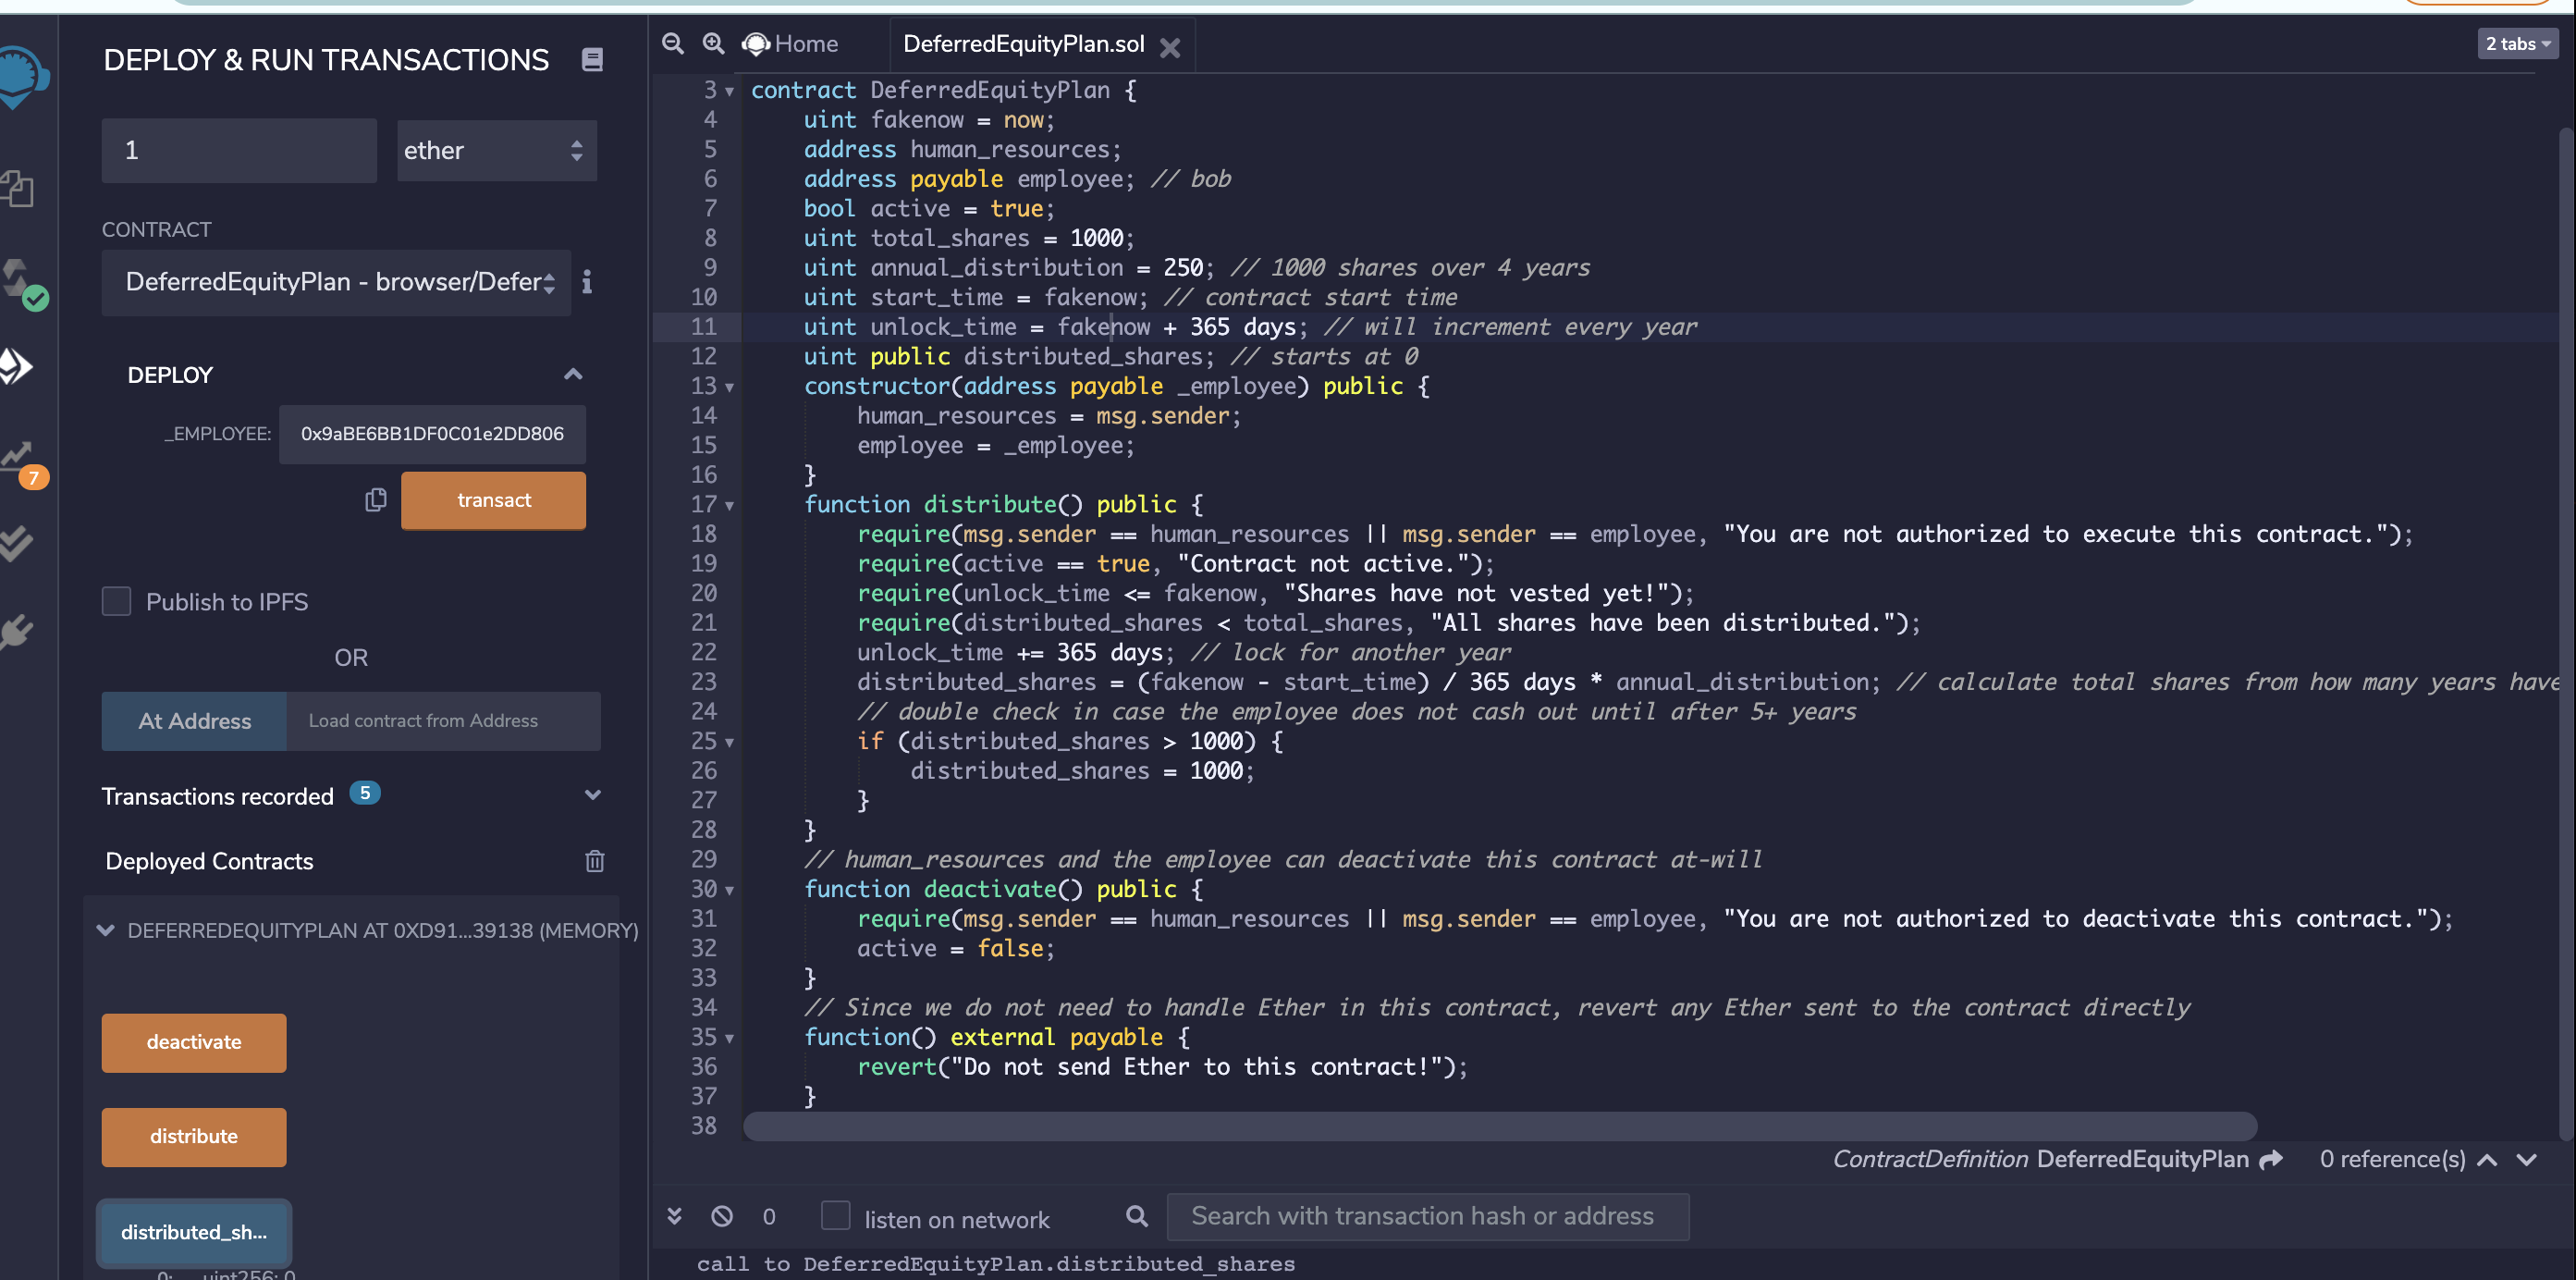 DEPLOY & RUN TRANSACTIONS
1
ether
CONTRACT
DeferredEquityPlan - browser/Defer
DEPLOY
_EMPLOYEE:
0x9aBE6BB1DF0C01e2DD806
transact
7
Publish to IPFS
OR
At Address
Load contract from Address
Transactions recorded 5
Deployed Contracts
DEFERREDEQUITYPLAN AT 0XD91...39138 (MEMORY)
deactivate
distribute
distributed_sh...
0: uint256: 0
Home
DeferredEquityPlan.sol
2 tabs
3 contract DeferredEquityPlan {
4 uint fakenow = now;
5 address human_resources;
6 address payable employee; // bob
7 bool active = true;
8 uint total_shares = 1000;
9 uint annual_distribution = 250; // 1000 shares over 4 years
10 uint start_time = fakenow; // contract start time
11 uint unlock_time = fakenow + 365 days; // will increment every year
12 uint public distributed_shares; // starts at 0
13 constructor(address payable _employee) public {
14 human_resources = msg.sender;
15 employee = _employee;
16 }
17 function distribute() public {
18 require(msg.sender == human_resources || msg.sender == employee, "You are not authorized to execute this contract.");
19 require(active == true, "Contract not active.");
20 require(unlock_time <= fakenow, "Shares have not vested yet!");
21 require(distributed_shares < total_shares, "All shares have been distributed.");
22 unlock_time += 365 days; // lock for another year
23 distributed_shares = (fakenow - start_time) / 365 days * annual_distribution; // calculate total shares from how many years have
24 // double check in case the employee does not cash out until after 5+ years
25 if (distributed_shares > 1000) {
26 distributed_shares = 1000;
27 }
28 }
29 // human_resources and the employee can deactivate this contract at-will
30 function deactivate() public {
31 require(msg.sender == human_resources || msg.sender == employee, "You are not authorized to deactivate this contract.");
32 active = false;
33 }
34 // Since we do not need to handle Ether in this contract, revert any Ether sent to the contract directly
35 function() external payable {
36 revert("Do not send Ether to this contract!");
37 }
38
ContractDefinition DeferredEquityPlan 0 reference(s)
0
listen on network
Search with transaction hash or address
call to DeferredEquityPlan.distributed_shares